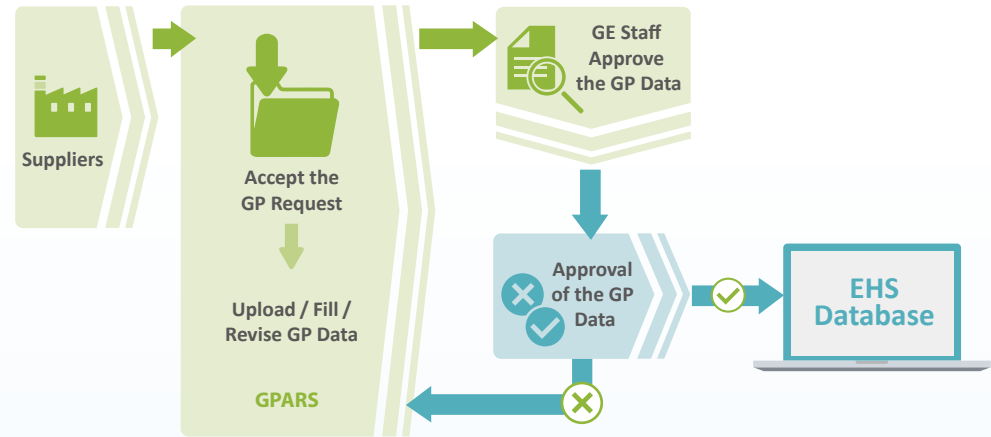 Suppliers
Accept the
GP Request
Upload / Fill /
Revise GP Data
GPARS
GE Staff
Approve
the GP Data
Approval
of the GP
Data
EHS
Database